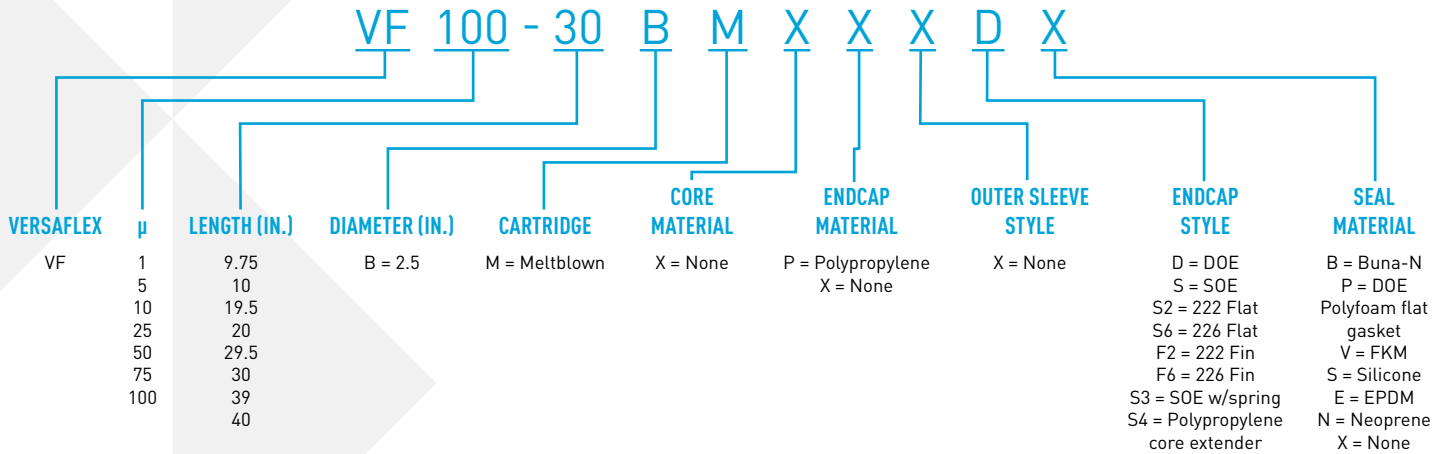 VF 100 - 30 B M X X X D X
VERSAFLEX
VF
μ
1
5
10
25
50
75
100
LENGTH (IN.)
9.75
10
19.5
20
29.5
30
39
40
DIAMETER (IN.)
B = 2.5
CARTRIDGE
M = Meltblown
CORE
MATERIAL
X = None
ENDCAP
MATERIAL
P = Polypropylene
X = None
OUTER SLEEVE
STYLE
X = None
ENDCAP
STYLE
D = DOE
S = SOE
S2 = 222 Flat
S6 = 226 Flat
F2 = 222 Fin
F6 = 226 Fin
S3 = SOE w/spring
S4 = Polypropylene
core extender
SEAL
MATERIAL
B = Buna-N
P = DOE
Polyfoam flat
gasket
V = FKM
S = Silicone
E = EPDM
N = Neoprene
X = None